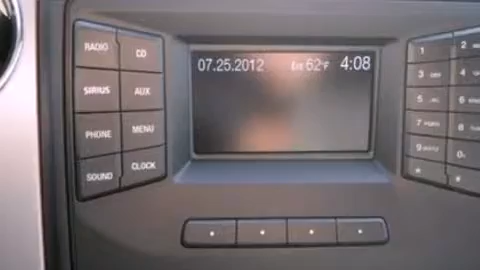 RADIO CD
SIRIUS AUX
PHONE MENU
SOUND CLOCK
07.25.2012 62°F 4:08
1 2
3 4
5 6
7 8
9 0
* *